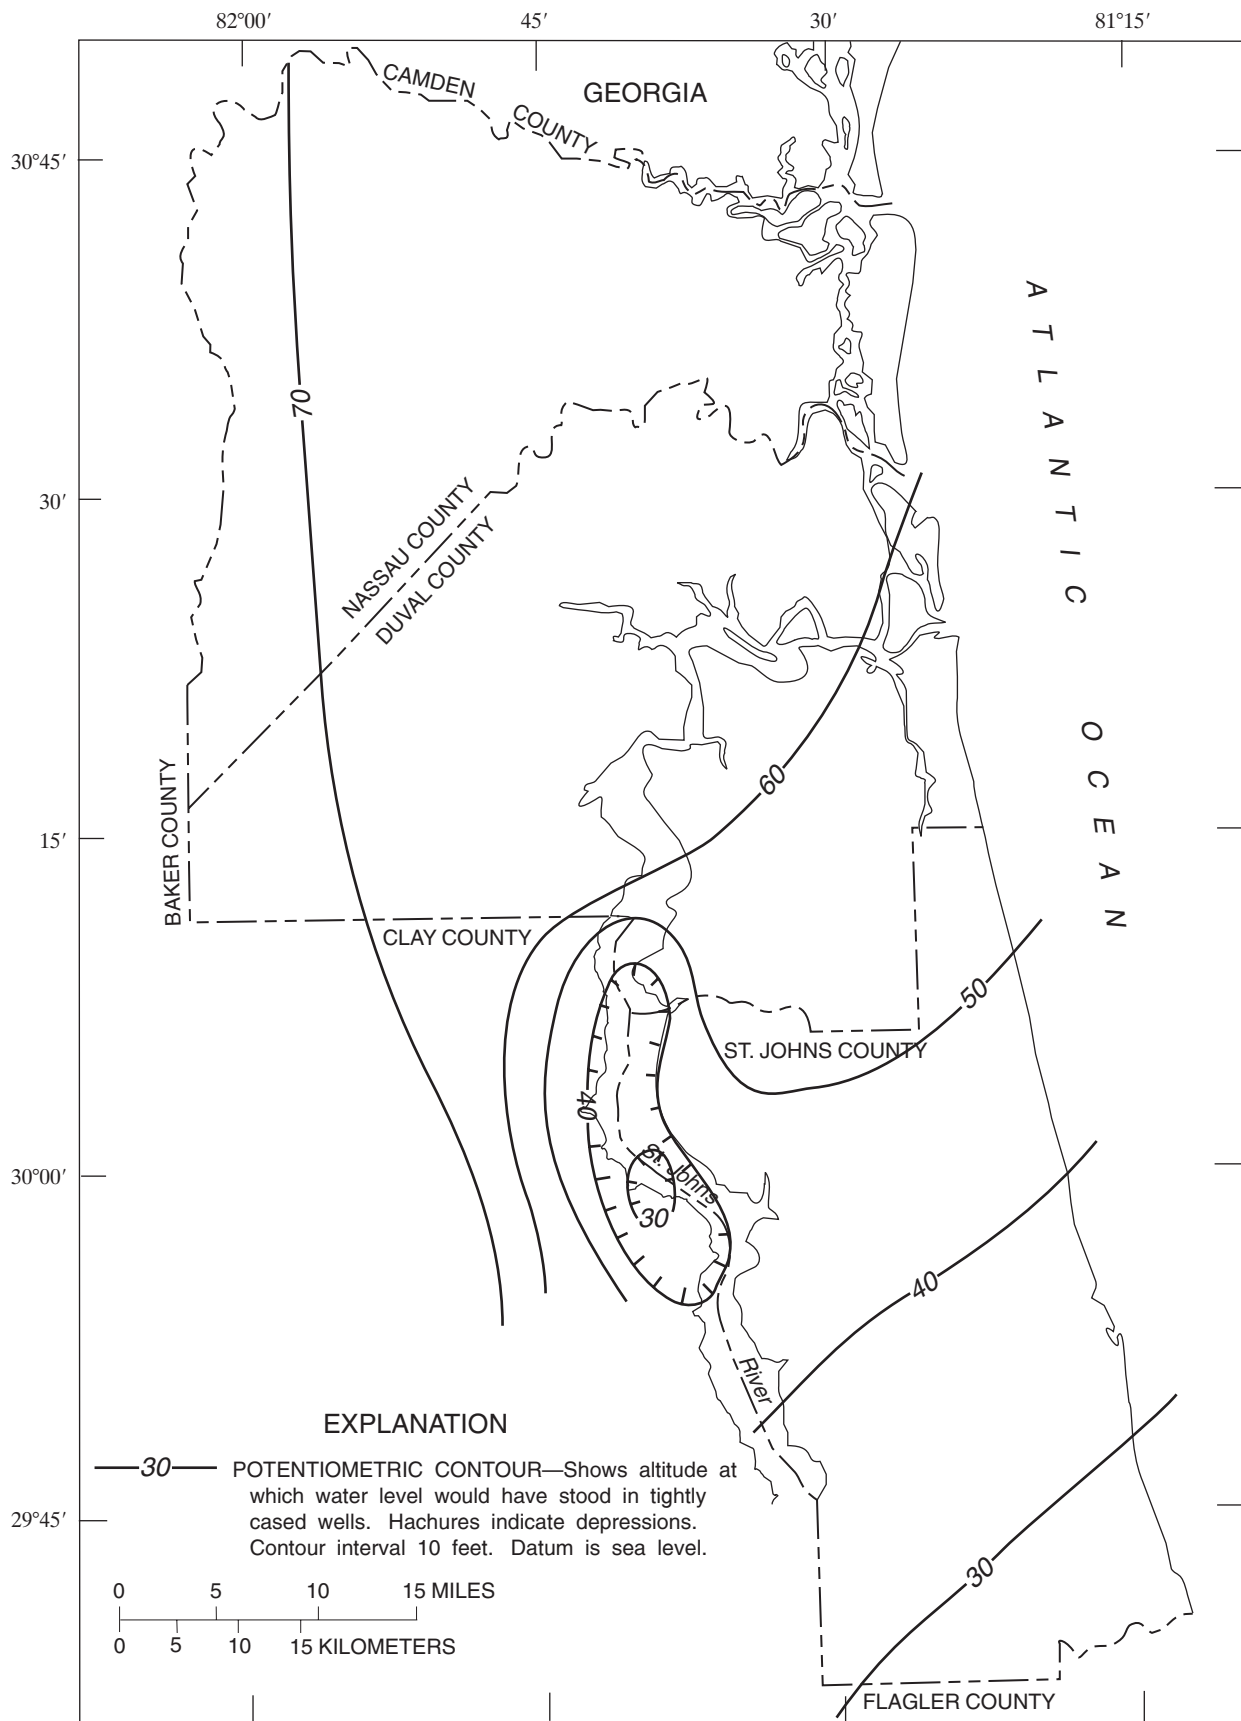 82°00′ 45′ 30′ 81°15′
CAMDEN COUNTY
GEORGIA
30°45′
ATLANTIC OCEAN
70
30′
NASSAU COUNTY
DUVAL COUNTY
60
15′
BAKER COUNTY
CLAY COUNTY
50
ST. JOHNS COUNTY
40
30°00′
St. Johns
30
40
River
EXPLANATION
30 POTENTIOMETRIC CONTOUR—Shows altitude at
which water level would have stood in tightly
cased wells. Hachures indicate depressions.
Contour interval 10 feet. Datum is sea level.
29°45′
30
0 5 10 15 MILES
0 5 10 15 KILOMETERS
FLAGLER COUNTY